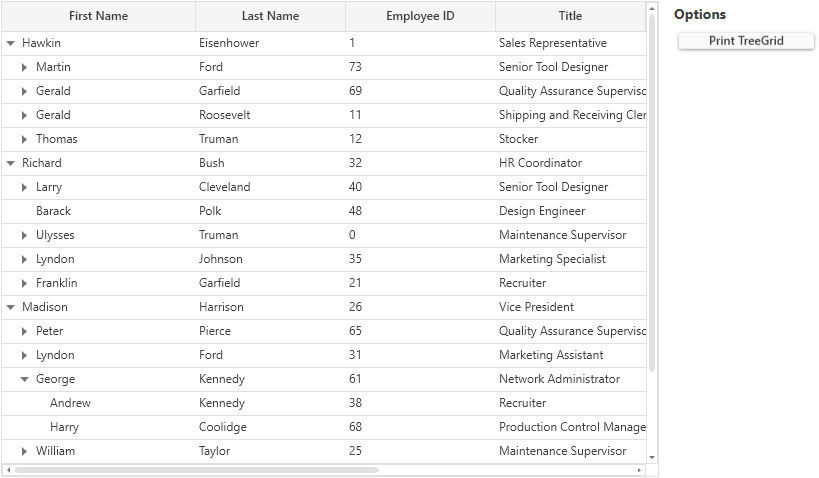 First Name Last Name Employee ID Title
Hawkin Eisenhower 1 Sales Representative
Martin Ford 73 Senior Tool Designer
Gerald Garfield 69 Quality Assurance Superviso
Gerald Roosevelt 11 Shipping and Receiving Cler
Thomas Truman 12 Stocker
Richard Bush 32 HR Coordinator
Larry Cleveland 40 Senior Tool Designer
Barack Polk 48 Design Engineer
Ulysses Truman 0 Maintenance Supervisor
Lyndon Johnson 35 Marketing Specialist
Franklin Garfield 21 Recruiter
Madison Harrison 26 Vice President
Peter Pierce 65 Quality Assurance Superviso
Lyndon Ford 31 Marketing Assistant
George Kennedy 61 Network Administrator
Andrew Kennedy 38 Recruiter
Harry Coolidge 68 Production Control Manage
William Taylor 25 Maintenance Supervisor
Options
Print TreeGrid